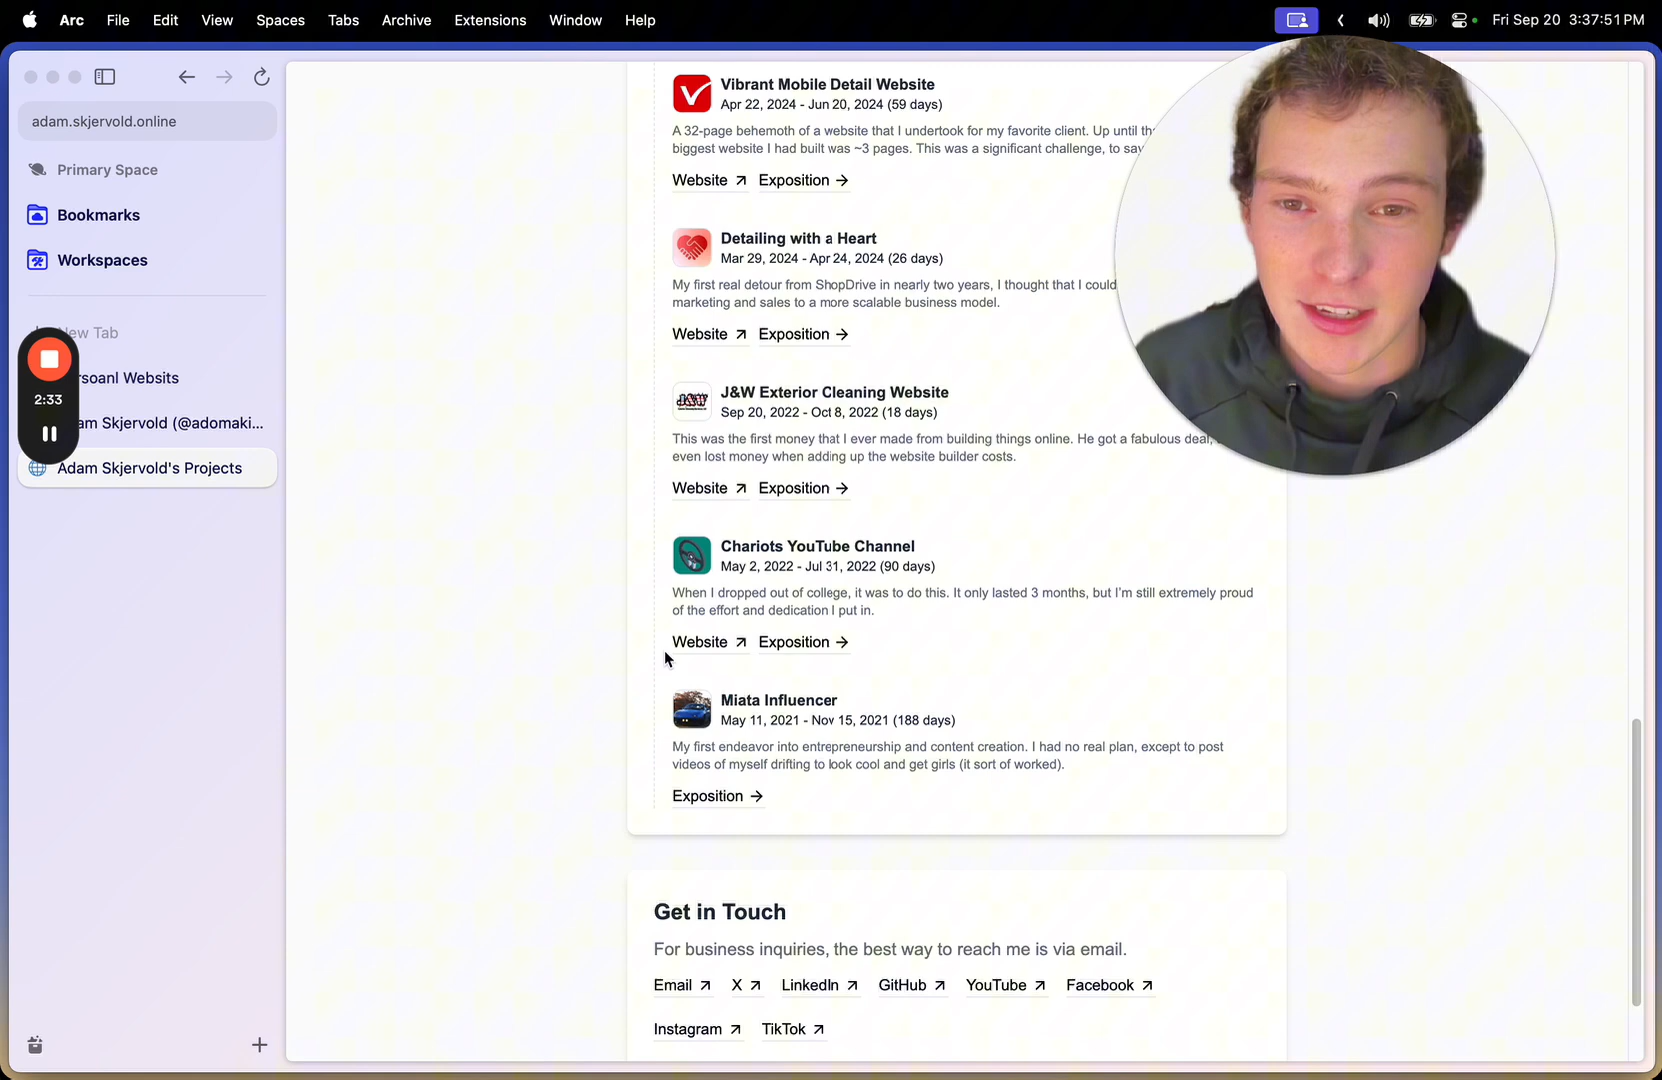 Arc File Edit View Spaces Tabs Archive Extensions Window Help
Fri Sep 20 3:37:51 PM
adam.skjervold.online
Primary Space
Bookmarks
Workspaces
ew Tab
2:33
rsoanl Websits
am Skjervold (@adomaki...
Adam Skjervold's Projects
Vibrant Mobile Detail Website
Apr 22, 2024 - Jun 20, 2024 (59 days)
A 32-page behemoth of a website that I undertook for my favorite client. Up until
biggest website I had built was ~3 pages. This was a significant challenge, to say
Website Exposition
Detailing with a Heart
Mar 29, 2024 - Apr 24, 2024 (26 days)
My first real detour from ShopDrive in nearly two years, I thought that I could
marketing and sales to a more scalable business model.
Website Exposition
J&W Exterior Cleaning Website
J&W
Sep 20, 2022 - Oct 8, 2022 (18 days)
This was the first money that I ever made from building things online. He got a fabulous deal,
even lost money when adding up the website builder costs.
Website Exposition
Chariots YouTube Channel
May 2, 2022 - Jul 31, 2022 (90 days)
When I dropped out of college, it was to do this. It only lasted 3 months, but I'm still extremely proud
of the effort and dedication I put in.
Website Exposition
Miata Influencer
May 11, 2021 - Nov 15, 2021 (188 days)
My first endeavor into entrepreneurship and content creation. I had no real plan, except to post
videos of myself drifting to look cool and get girls (it sort of worked).
Exposition
Get in Touch
For business inquiries, the best way to reach me is via email.
Email X LinkedIn GitHub YouTube Facebook
Instagram TikTok